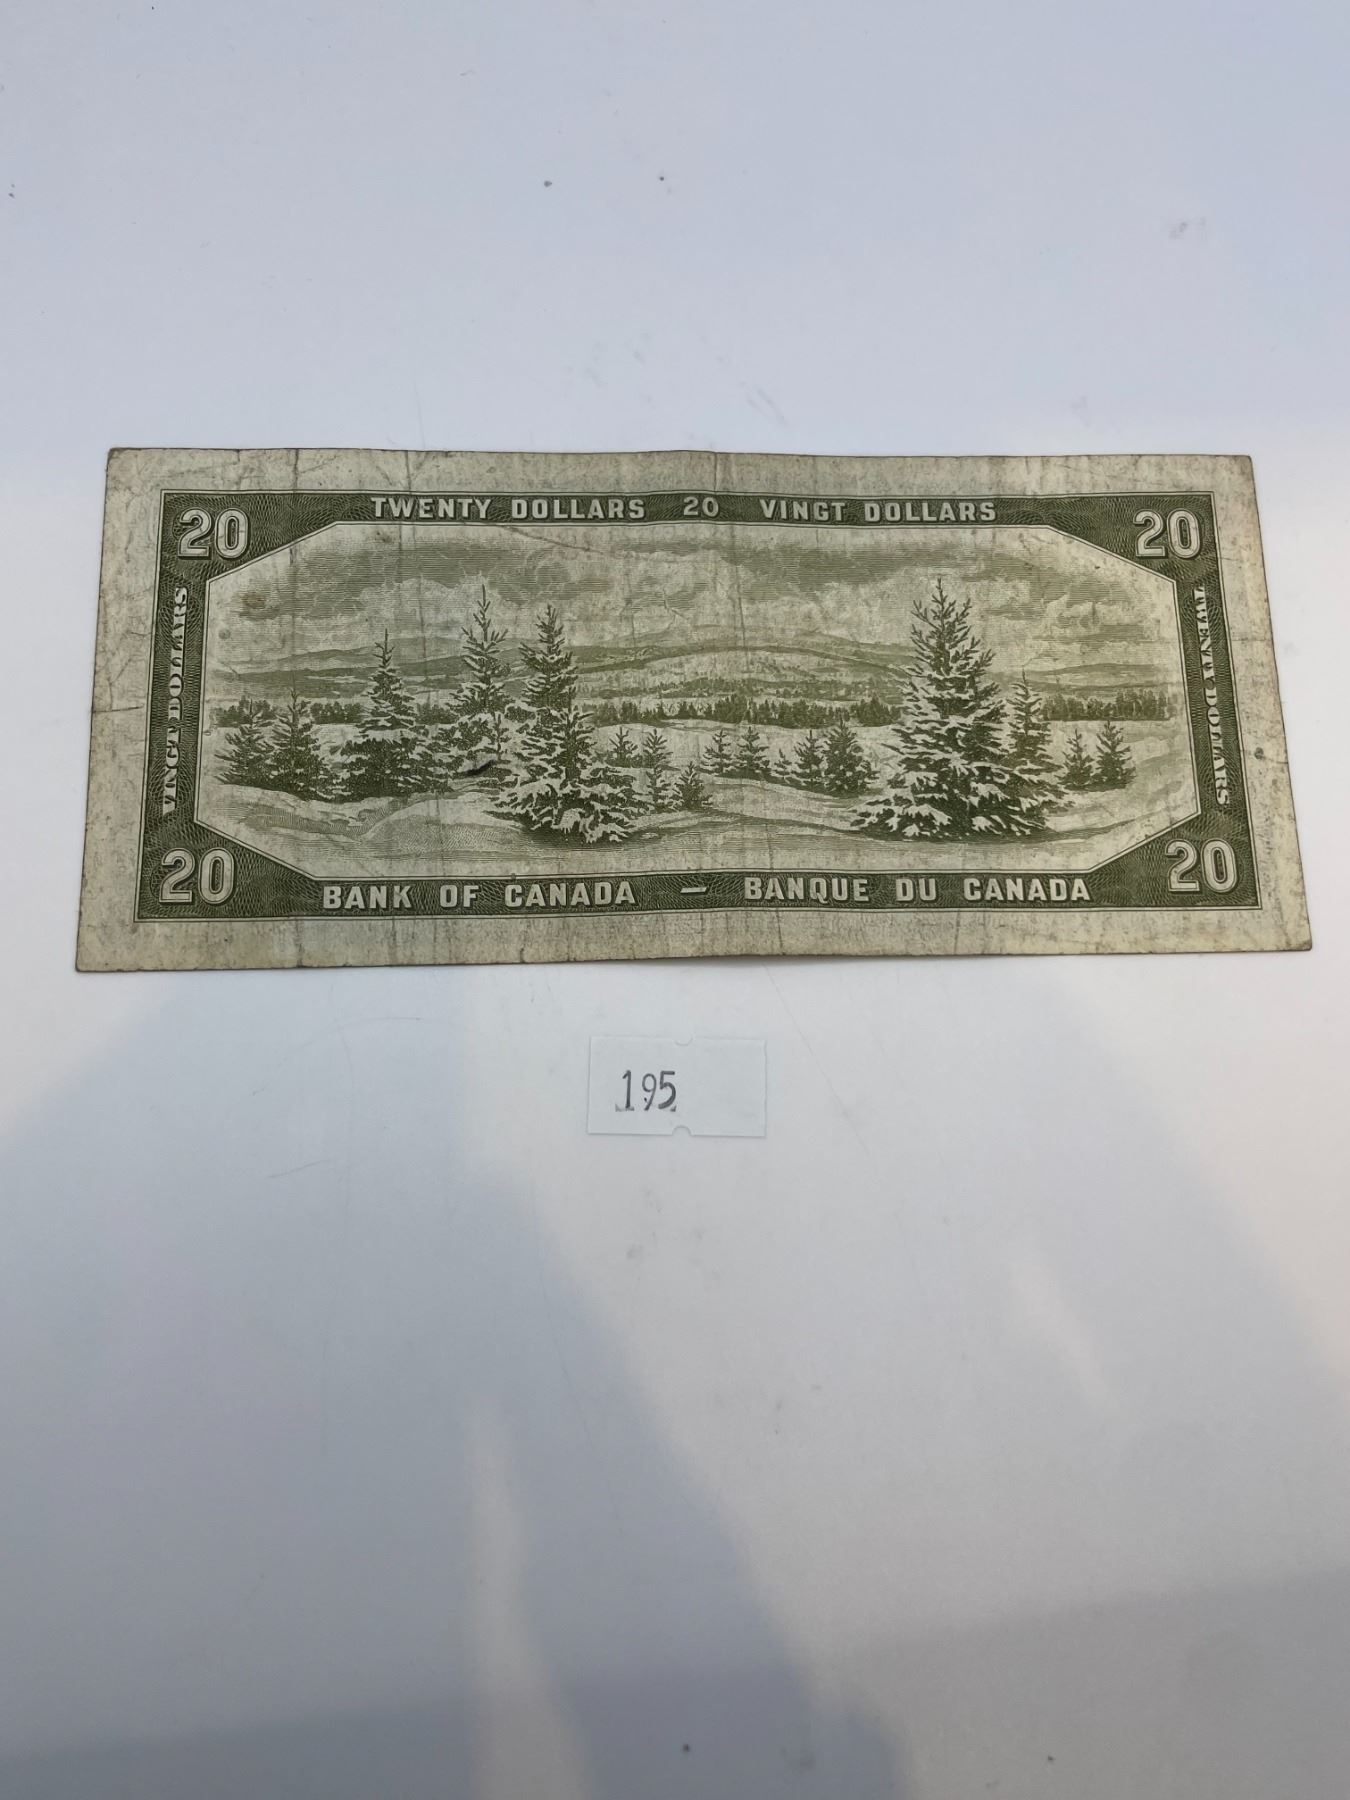 TWENTY DOLLARS 20 VINGT DOLLARS
20
20
VINGT DOLLARS
TWENTY DOLLARS
20
20
BANK OF CANADA — BANQUE DU CANADA
195